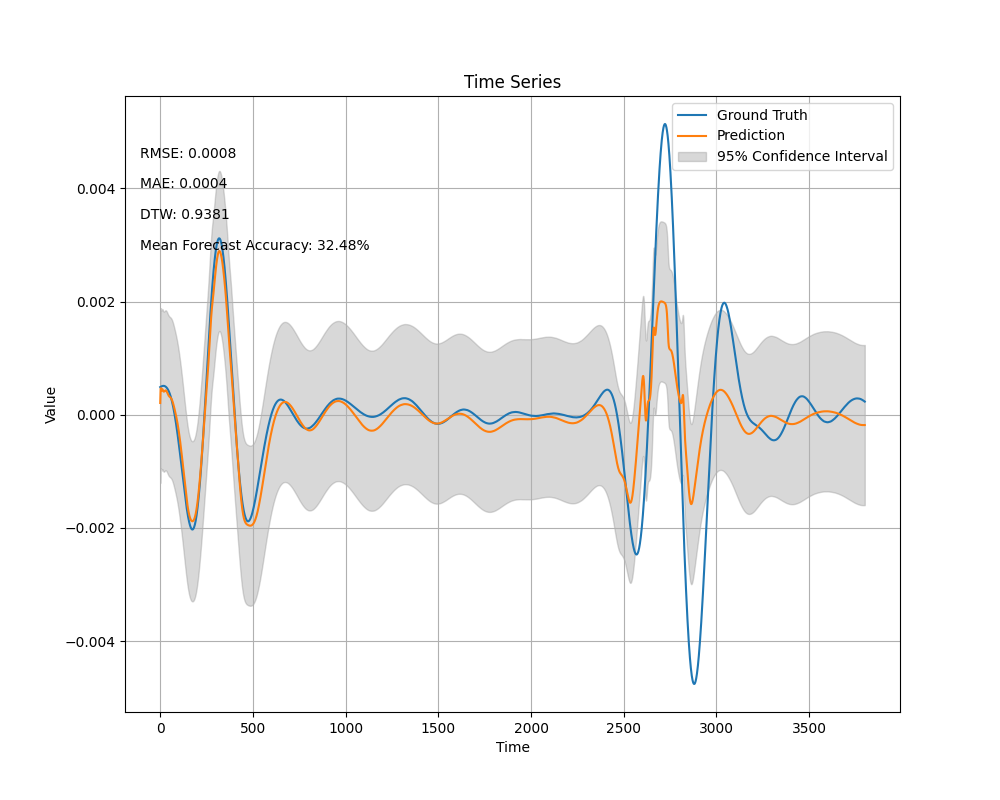 Time Series
Ground Truth
Prediction
95% Confidence Interval
RMSE: 0.0008
MAE: 0.0004
DTW: 0.9381
Mean Forecast Accuracy: 32.48%
Value
0.004
0.002
0.000
−0.002
−0.004
0 500 1000 1500 2000 2500 3000 3500
Time